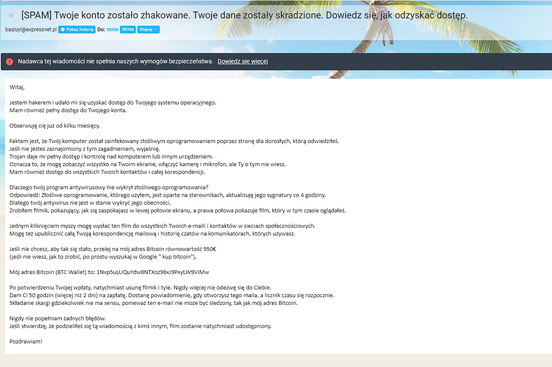 [SPAM] Twoje konto zostało zhakowane. Twoje dane zostały skradzione. Dowiedz się, jak odzyskać dostęp.
baqluyi@expressnet.pl Pokaż historię Do: mnie SPAM Więcej
Nadawca tej wiadomości nie spełnia naszych wymogów bezpieczeństwa. Dowiedz się więcej
Witaj,
Jestem hakerem i udało mi się uzyskać dostęp do Twojego systemu operacyjnego.
Mam również pełny dostęp do Twojego konta.
Obserwuję cię już od kilku miesięcy.
Faktem jest, że Twój komputer został zainfekowany złośliwym oprogramowaniem poprzez stronę dla dorosłych, którą odwiedziłeś.
Jeśli nie jesteś zaznajomiony z tym zagadnieniem, wyjaśnię.
Trojan daje mi pełny dostęp i kontrolę nad komputerem lub innym urządzeniem.
Oznacza to, że mogę zobaczyć wszystko na Twoim ekranie, włączyć kamerę i mikrofon, ale Ty o tym nie wiesz.
Mam również dostęp do wszystkich Twoich kontaktów i całej korespondencji.
Dlaczego twój program antywirusowy nie wykrył złośliwego oprogramowania?
Odpowiedź: Złośliwe oprogramowanie, którego użyłem, jest oparte na sterownikach, aktualizuję jego sygnatury co 4 godziny.
Dlatego twój antywirus nie jest w stanie wykryć jego obecności.
Zrobiłem filmik, pokazujący, jak się zaspokajasz w lewej połowie ekranu, a prawa połowa pokazuje film, który w tym czasie oglądałeś.
Jednym kliknięciem myszy mogę wysłać ten film do wszystkich Twoich e-maili i kontaktów w sieciach społecznościowych.
Mogę też upublicznić całą Twoją korespondencję mailową i historię czatów na komunikatorach, których używasz.
Jeśli nie chcesz, aby tak się stało, przelej na mój adres Bitcoin równowartość 950€
(jeśli nie wiesz, jak to zrobić, po prostu wyszukaj w Google " kup bitcoin").
Mój adres Bitcoin (BTC Wallet) to:
Po potwierdzeniu Twojej wpłaty, natychmiast usunę filmik i tyle. Nigdy więcej nie odezwę się do Ciebie.
Dam Ci 50 godzin (więcej niż 2 dni) na zapłatę. Dostanę powiadomienie, gdy otworzysz tego maila, a licznik czasu się rozpocznie.
Składanie skargi gdziekolwiek nie ma sensu, ponieważ ten e-mail nie może być śledzony, tak jak mój adres Bitcoin.
Nigdy nie popełniam żadnych błędów.
Jeśli stwierdzę, że podzieliłeś się tą wiadomością z kimś innym, film zostanie natychmiast udostępniony.
Pozdrawiam!